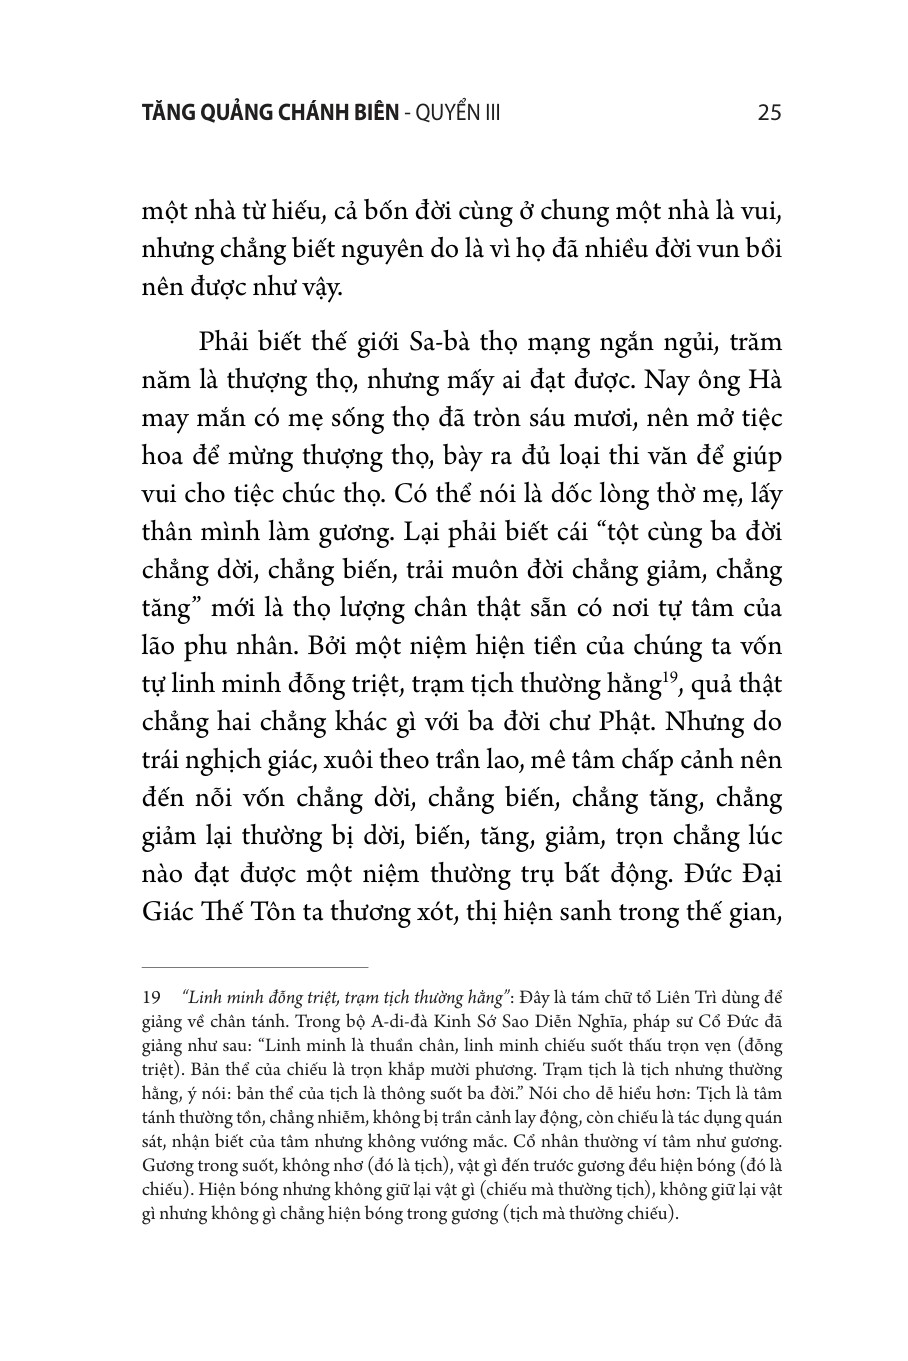 TĂNG QUẢNG CHÁNH BIÊN - QUYỂN III 25
một nhà từ hiếu, cả bốn đời cùng ở chung một nhà là vui,
nhưng chẳng biết nguyên do là vì họ đã nhiều đời vun bồi
nên được như vậy.
Phải biết thế giới Sa-bà thọ mạng ngắn ngủi, trăm
năm là thượng thọ, nhưng mấy ai đạt được. Nay ông Hà
may mắn có mẹ sống thọ đã tròn sáu mươi, nên mở tiệc
hoa để mừng thượng thọ, bày ra đủ loại thi văn để giúp
vui cho tiệc chúc thọ. Có thể nói là dốc lòng thờ mẹ, lấy
thân mình làm gương. Lại phải biết cái “tột cùng ba đời
chẳng dời, chẳng biến, trải muôn đời chẳng giảm, chẳng
tăng” mới là thọ lượng chân thật sẵn có nơi tự tâm của
lão phu nhân. Bởi một niệm hiện tiền của chúng ta vốn
tự linh minh đỗng triệt, trạm tịch thường hằng19, quả thật
chẳng hai chẳng khác gì với ba đời chư Phật. Nhưng do
trái nghịch giác, xuôi theo trần lao, mê tâm chấp cảnh nên
đến nỗi vốn chẳng dời, chẳng biến, chẳng tăng, chẳng
giảm lại thường bị dời, biến, tăng, giảm, trọn chẳng lúc
nào đạt được một niệm thường trụ bất động. Đức Đại
Giác Thế Tôn ta thương xót, thị hiện sanh trong thế gian,
19 “Linh minh đỗng triệt, trạm tịch thường hằng”: Đây là tám chữ tổ Liên Trì dùng để
giảng về chân tánh. Trong bộ A-di-đà Kinh Sớ Sao Diễn Nghĩa, pháp sư Cổ Đức đã
giảng như sau: “Linh minh là thuần chân, linh minh chiếu suốt thấu trọn vẹn (đỗng
triệt). Bản thể của chiếu là trọn khắp mười phương. Trạm tịch là tịch nhưng thường
hằng, ý nói: bản thể của tịch là thông suốt ba đời.” Nói cho dễ hiểu hơn: Tịch là tâm
tánh thường tồn, chẳng nhiễm, không bị trần cảnh lay động, còn chiếu là tác dụng quán
sát, nhận biết của tâm nhưng không vướng mắc. Cổ nhân thường ví tâm như gương.
Gương trong suốt, không nhơ (đó là tịch), vật gì đến trước gương đều hiện bóng (đó là
chiếu). Hiện bóng nhưng không giữ lại vật gì (chiếu mà thường tịch), không giữ lại vật
gì nhưng không gì chẳng hiện bóng trong gương (tịch mà thường chiếu).